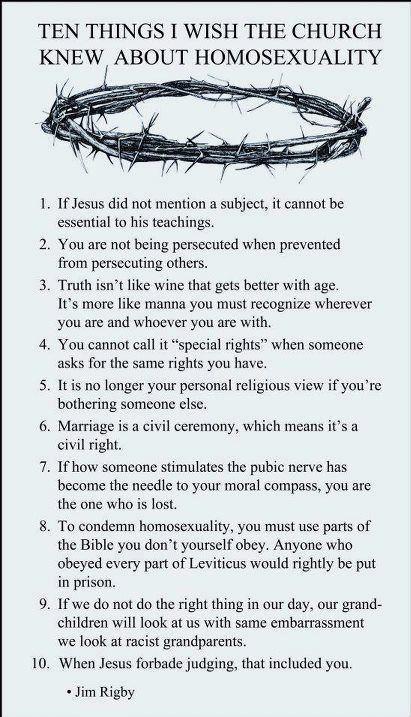 TEN THINGS I WISH THE CHURCH
KNEW ABOUT HOMOSEXUALITY
1. If Jesus did not mention a subject, it cannot be
essential to his teachings.
2. You are not being persecuted when prevented
from persecuting others.
3. Truth isn’t like wine that gets better with age.
It’s more like manna you must recognize wherever
you are and whoever you are with.
4. You cannot call it “special rights” when someone
asks for the same rights you have.
5. It is no longer your personal religious view if you’re
bothering someone else.
6. Marriage is a civil ceremony, which means it’s a
civil right.
7. If how someone stimulates the pubic nerve has
become the needle to your moral compass, you are
the one who is lost.
8. To condemn homosexuality, you must use parts of
the Bible you don’t yourself obey. Anyone who
obeyed every part of Leviticus would rightly be put
in prison.
9. If we do not do the right thing in our day, our grand-
children will look at us with same embarrassment
we look at racist grandparents.
10. When Jesus forbade judging, that included you.
• Jim Rigby